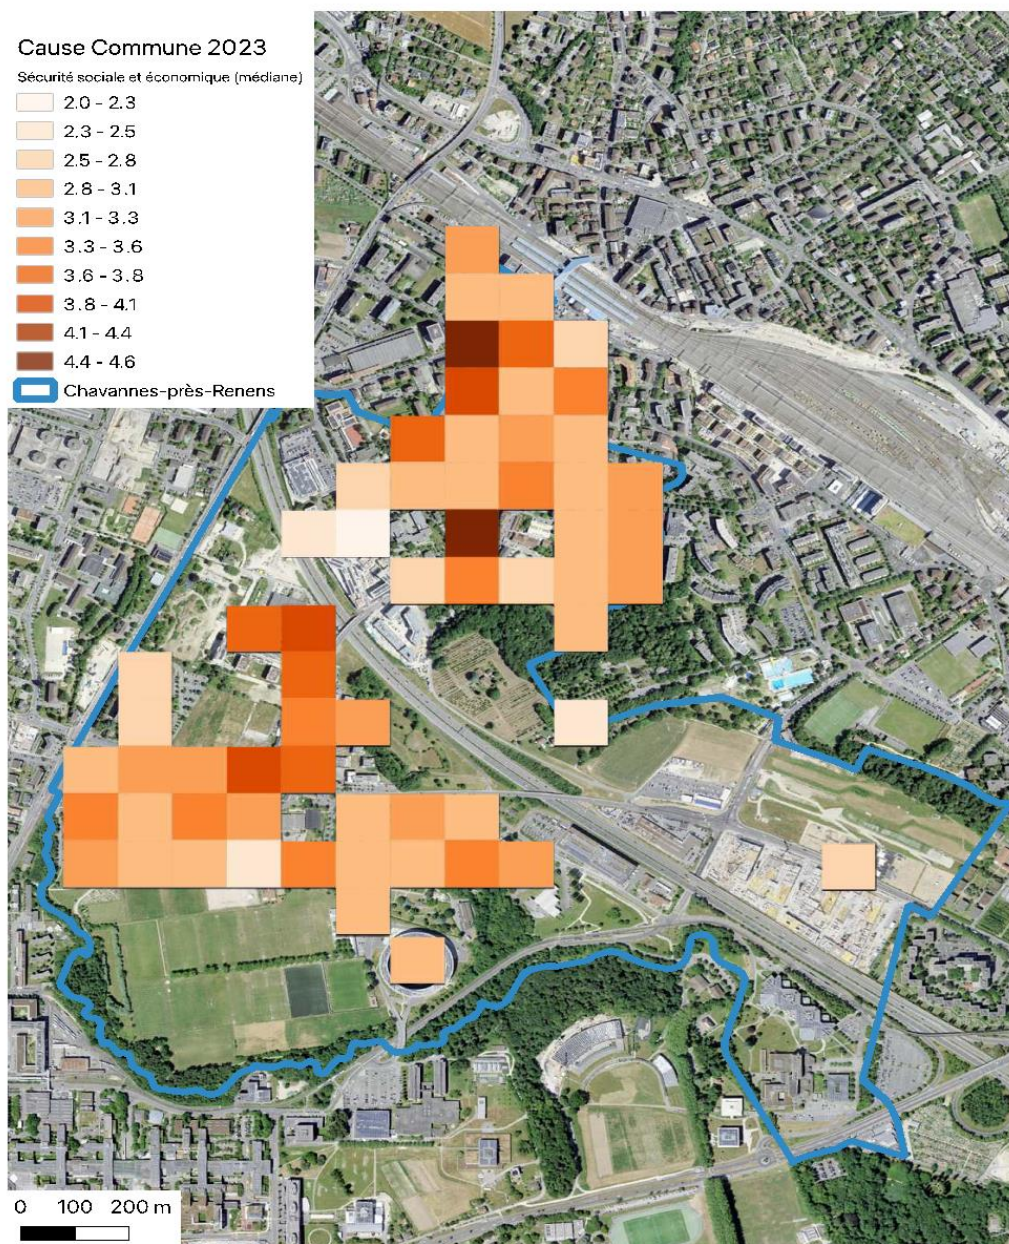 Cause Commune 2023
Sécurité sociale et économique (médiane)
2.0 - 2.3
2.3 - 2.5
2.5 - 2.8
2.8 - 3.1
3.1 - 3.3
3.3 - 3.6
3.6 - 3.8
3.8 - 4.1
4.1 - 4.4
4.4 - 4.6
Chavannes-près-Renens
0 100 200 m